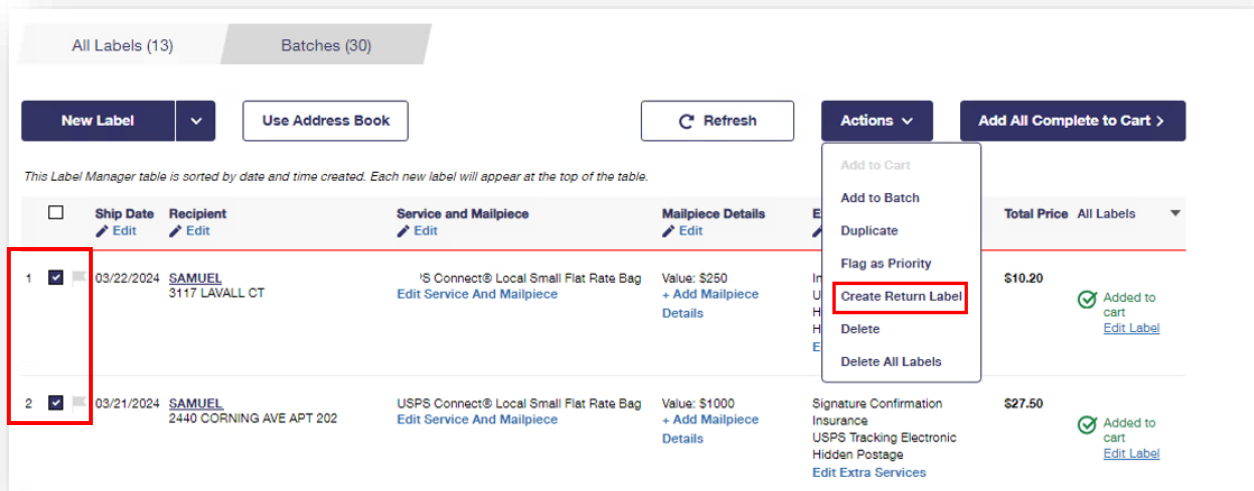 All Labels (13)
Batches (30)
New Label
Use Address Book
Refresh
Actions
Add All Complete to Cart >
This Label Manager table is sorted by date and time created. Each new label will appear at the top of the table.
Add to Cart
Add to Batch
Duplicate
Flag as Priority
Create Return Label
Delete
Delete All Labels
Ship Date Recipient Service and Mailpiece Mailpiece Details Total Price All Labels
Edit Edit Edit Edit
1 03/22/2024 SAMUEL 'S Connect® Local Small Flat Rate Bag Value: $250 $10.20
3117 LAVALL CT Edit Service And Mailpiece + Add Mailpiece Added to
Details cart
Edit Label
2 03/21/2024 SAMUEL USPS Connect® Local Small Flat Rate Bag Value: $1000 Signature Confirmation $27.50
2440 CORNING AVE APT 202 Edit Service And Mailpiece + Add Mailpiece Insurance Added to
Details USPS Tracking Electronic cart
Hidden Postage Edit Label
Edit Extra Services